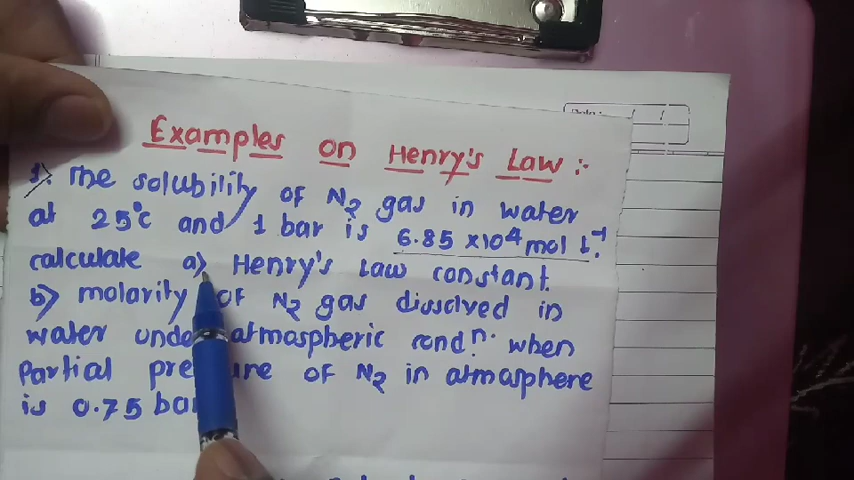 Examples on Henry's Law :-
1. The solubility of N2 gas in water
at 25°c and 1 bar is 6.85 ×10⁴ mol L⁻¹.
calculate a) Henry's Law constant.
b) molarity of N2 gas dissolved in
water under atmospheric condⁿ. when
Partial pressure of N2 in atmosphere
is 0.75 bar